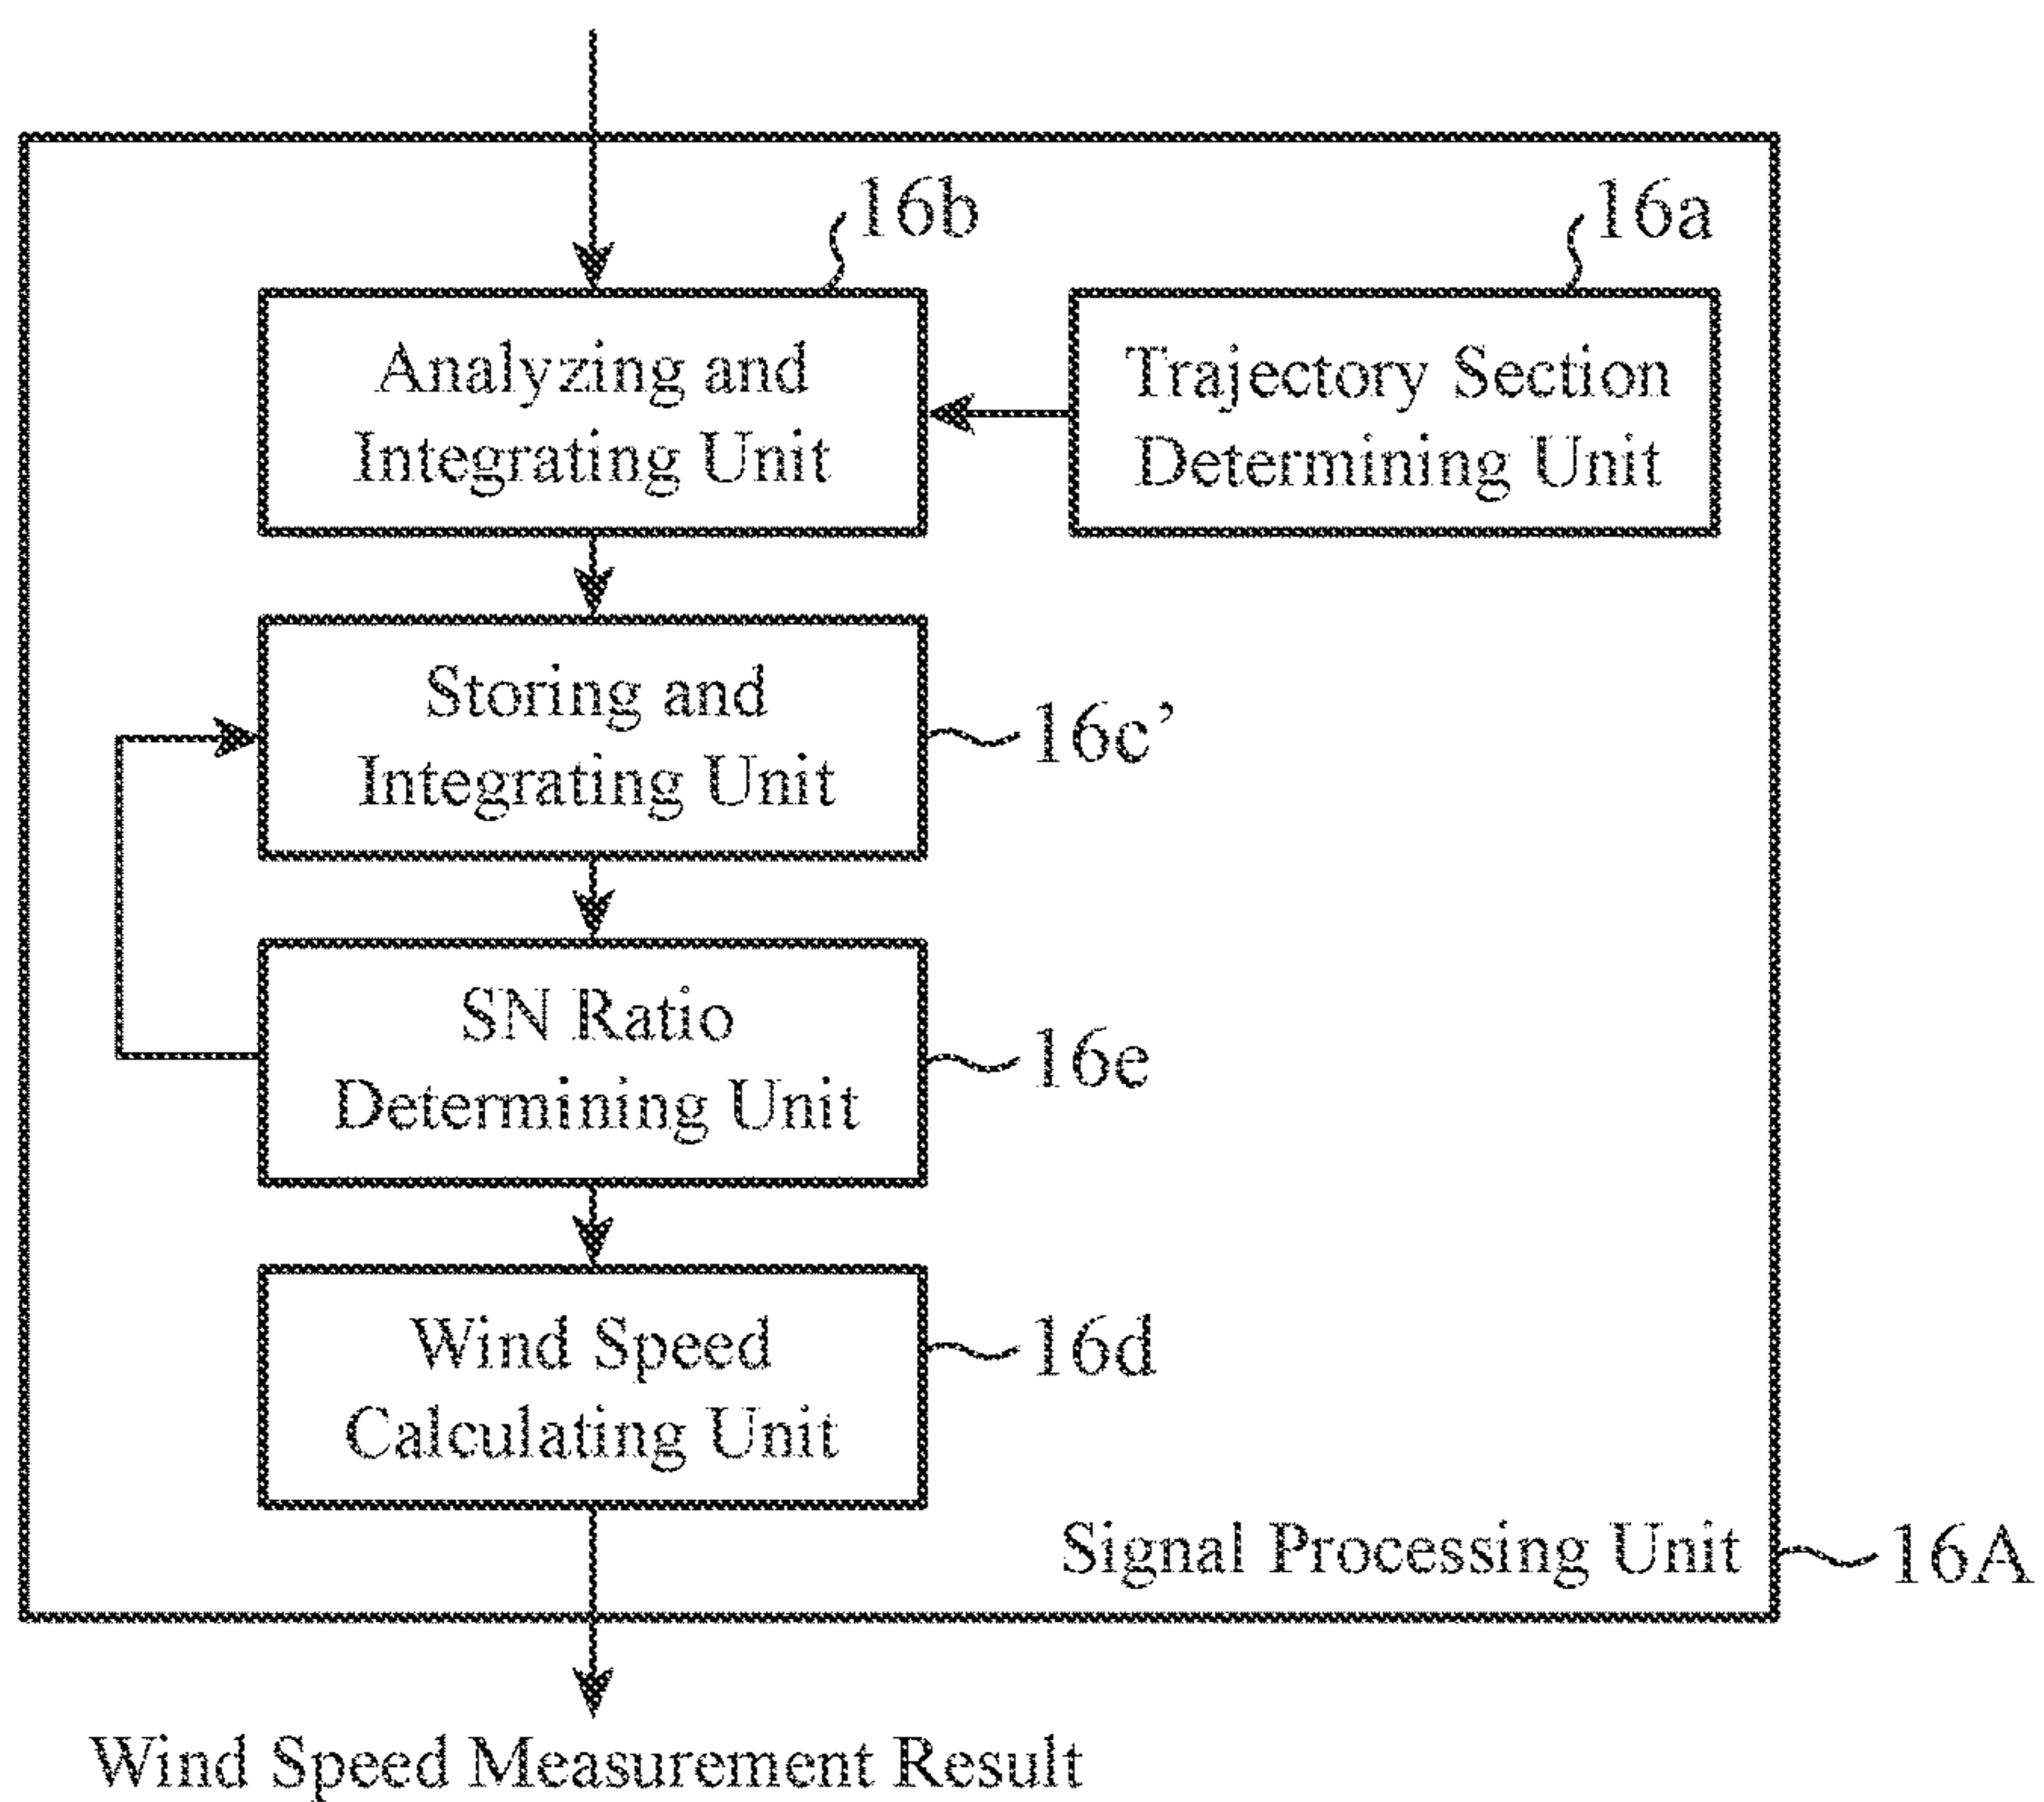 16b
16a
Analyzing and
Integrating Unit
Trajectory Section
Determining Unit
Storing and
Integrating Unit
16c’
SN Ratio
Determining Unit
16e
Wind Speed
Calculating Unit
16d
Signal Processing Unit
16A
Wind Speed Measurement Result